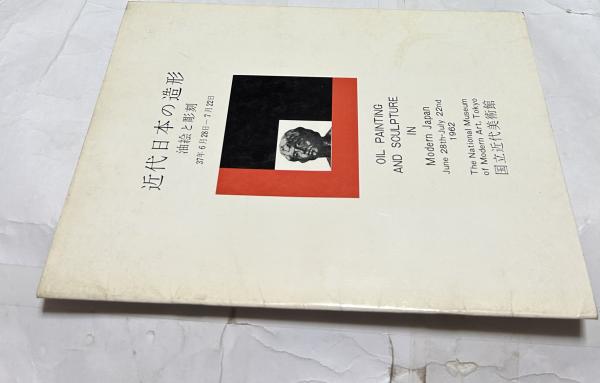 近代日本の造形
油絵と彫刻
37年6月28日－7月22日
OIL PAINTING
AND SCULPTURE
IN
Modern Japan
June 28th-July 22nd
1962
The National Museum
of Modern Art, Tokyo
国立近代美術館